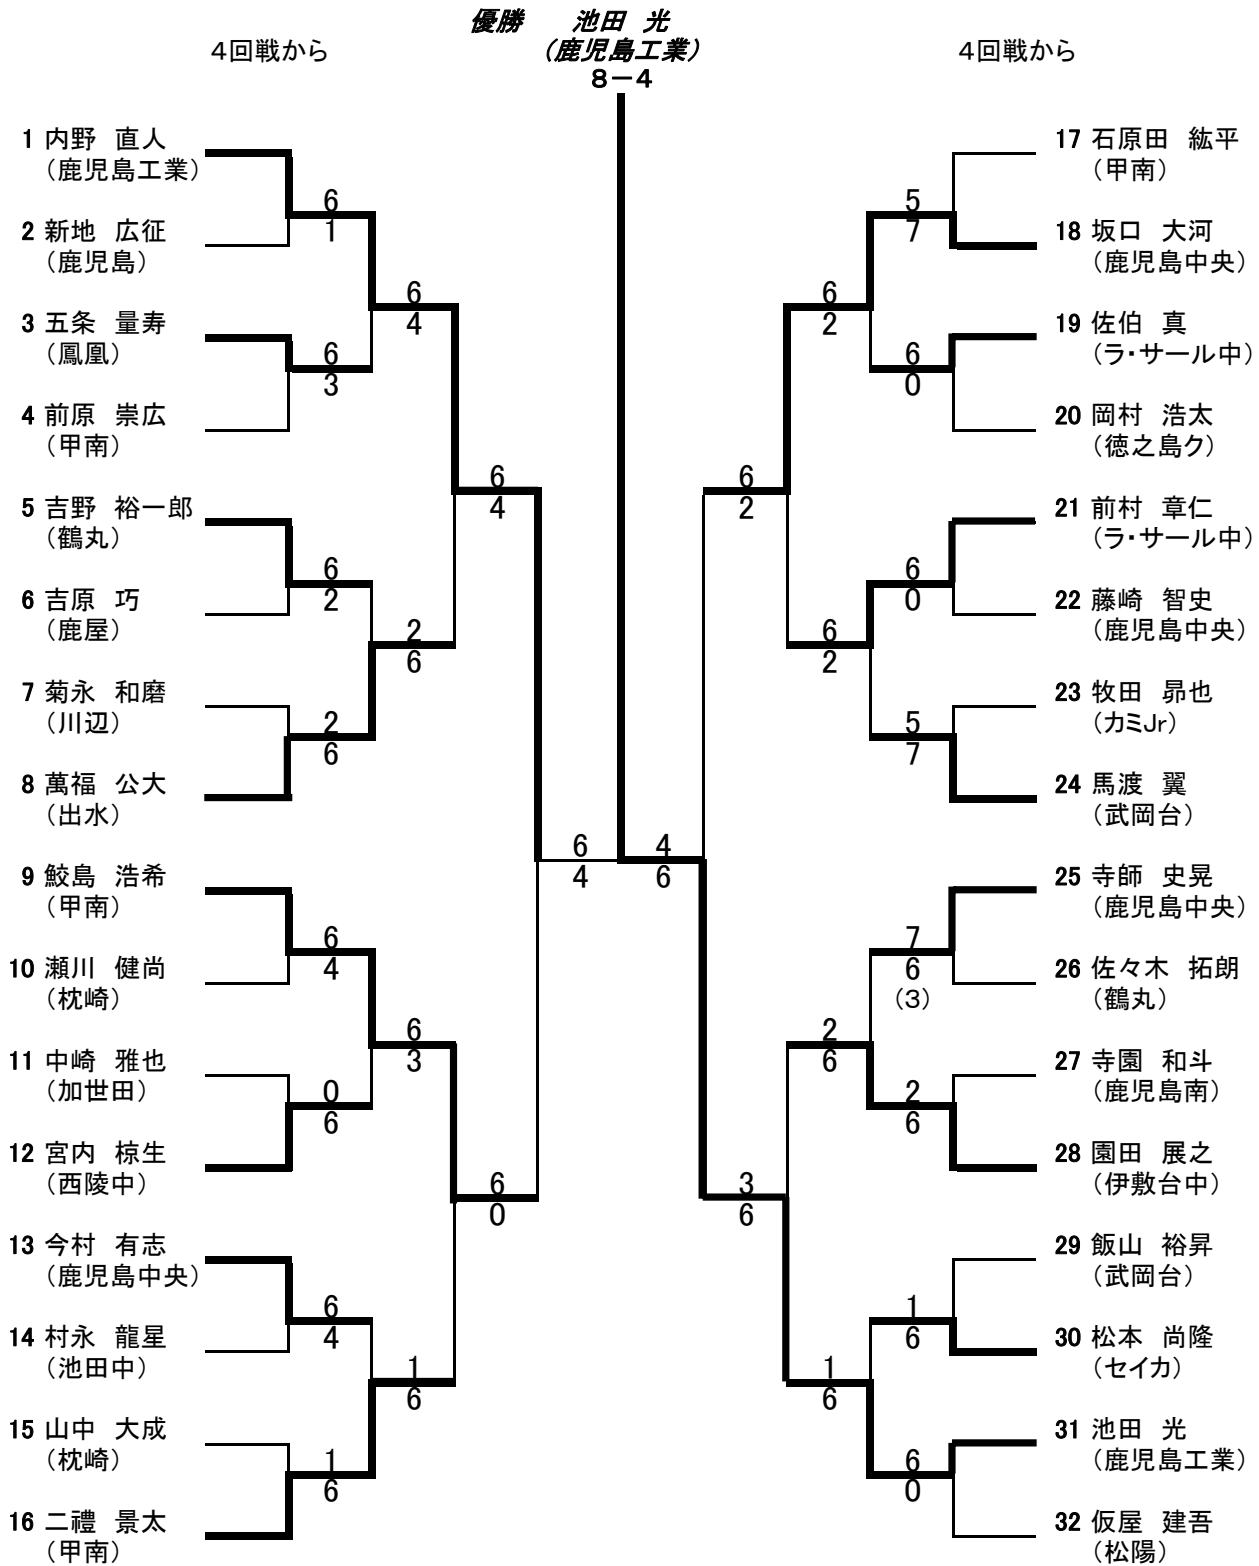 優勝 池田 光
(鹿児島工業)
8－4
４回戦から
1 内野 直人
(鹿児島工業)
6
1
2 新地 広征
(鹿児島)
6
4
3 五条 量寿
(鳳凰)
6
3
4 前原 崇広
(甲南)
6
4
5 吉野 裕一郎
(鶴丸)
6
2
6 吉原 巧
(鹿屋)
2
6
7 菊永 和磨
(川辺)
2
6
8 萬福 公大
(出水)
6
4
9 鮫島 浩希
(甲南)
6
4
10 瀬川 健尚
(枕崎)
6
3
11 中崎 雅也
(加世田)
0
6
12 宮内 椋生
(西陵中)
6
0
13 今村 有志
(鹿児島中央)
6
4
14 村永 龍星
(池田中)
1
6
15 山中 大成
(枕崎)
1
6
16 二禮 景太
(甲南)
４回戦から
17 石原田 紘平
(甲南)
5
7
18 坂口 大河
(鹿児島中央)
6
2
19 佐伯 真
(ラ・サール中)
6
0
20 岡村 浩太
(徳之島ク)
6
2
21 前村 章仁
(ラ・サール中)
6
0
22 藤崎 智史
(鹿児島中央)
6
2
23 牧田 昴也
(カミJr)
5
7
24 馬渡 翼
(武岡台)
4
6
25 寺師 史晃
(鹿児島中央)
7
6
(3)
26 佐々木 拓朗
(鶴丸)
2
6
27 寺園 和斗
(鹿児島南)
2
6
28 園田 展之
(伊敷台中)
3
6
29 飯山 裕昇
(武岡台)
1
6
30 松本 尚隆
(セイカ)
1
6
31 池田 光
(鹿児島工業)
6
0
32 仮屋 建吾
(松陽)